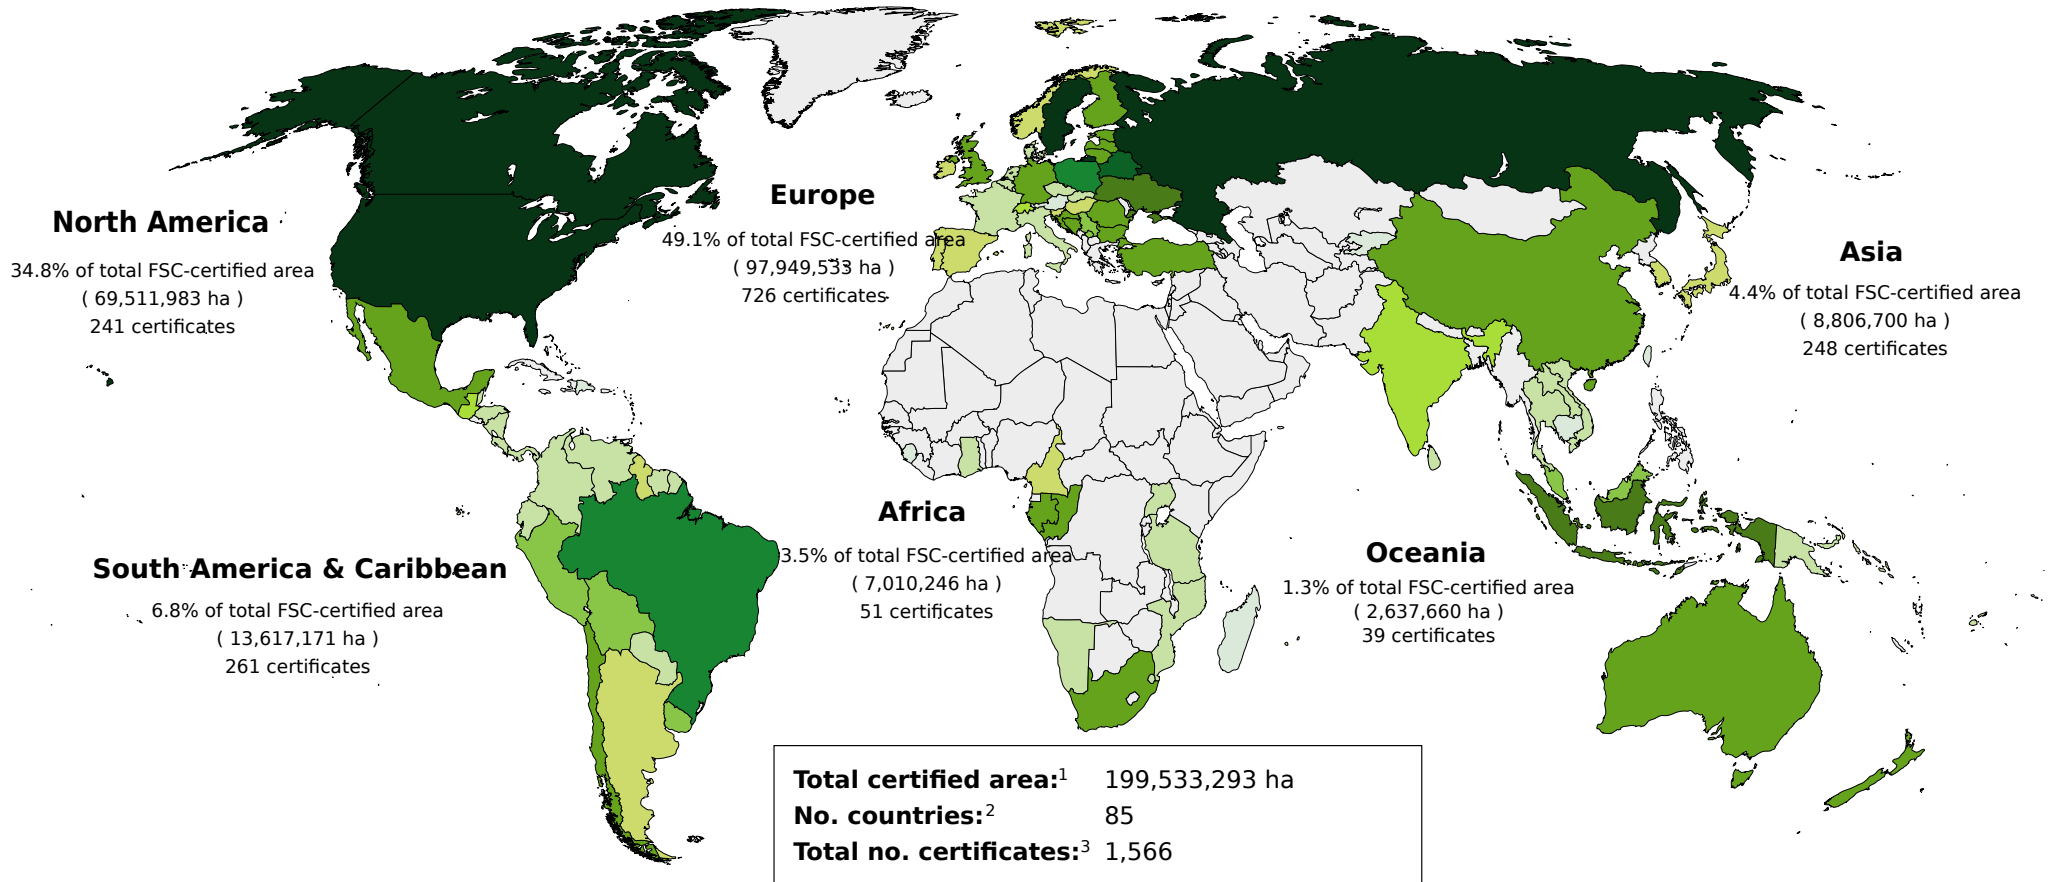 North America
34.8% of total FSC-certified area
( 69,511,983 ha )
241 certificates
Europe
49.1% of total FSC-certified area
( 97,949,533 ha )
726 certificates
Asia
4.4% of total FSC-certified area
( 8,806,700 ha )
248 certificates
South America & Caribbean
6.8% of total FSC-certified area
( 13,617,171 ha )
261 certificates
Africa
3.5% of total FSC-certified area
( 7,010,246 ha )
51 certificates
Oceania
1.3% of total FSC-certified area
( 2,637,660 ha )
39 certificates
Total certified area:1 199,533,293 ha
No. countries:2 85
Total no. certificates:3 1,566